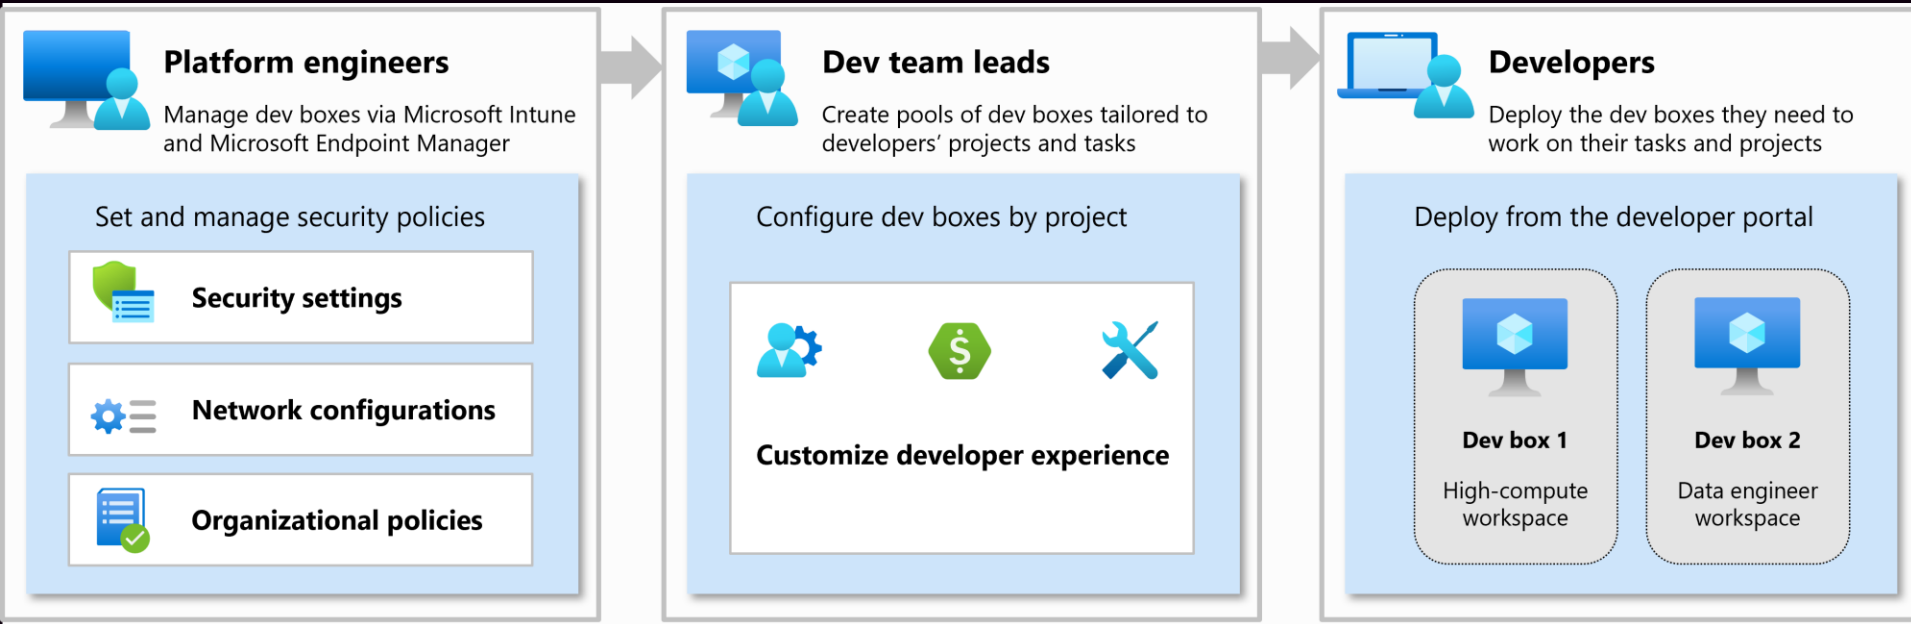 Platform engineers
Manage dev boxes via Microsoft Intune
and Microsoft Endpoint Manager
Set and manage security policies
Security settings
Network configurations
Organizational policies
Dev team leads
Create pools of dev boxes tailored to
developers’ projects and tasks
Configure dev boxes by project
$
Customize developer experience
Developers
Deploy the dev boxes they need to
work on their tasks and projects
Deploy from the developer portal
Dev box 1
High-compute
workspace
Dev box 2
Data engineer
workspace